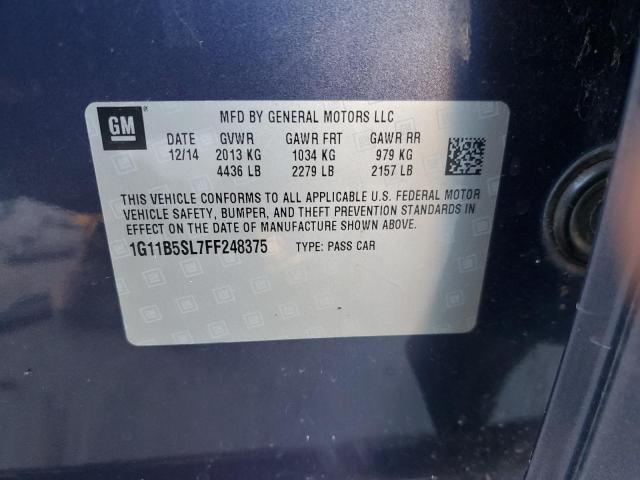 GM
MFD BY GENERAL MOTORS LLC
DATE GVWR GAWR FRT GAWR RR
12/14 2013 KG 1034 KG 979 KG
4436 LB 2279 LB 2157 LB
THIS VEHICLE CONFORMS TO ALL APPLICABLE U.S. FEDERAL MOTOR
VEHICLE SAFETY, BUMPER, AND THEFT PREVENTION STANDARDS IN
EFFECT ON THE DATE OF MANUFACTURE SHOWN ABOVE.
1G11B5SL7FF248375 TYPE: PASS CAR